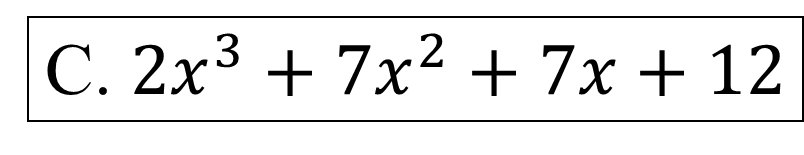 C. 2x³ + 7x² + 7x + 12